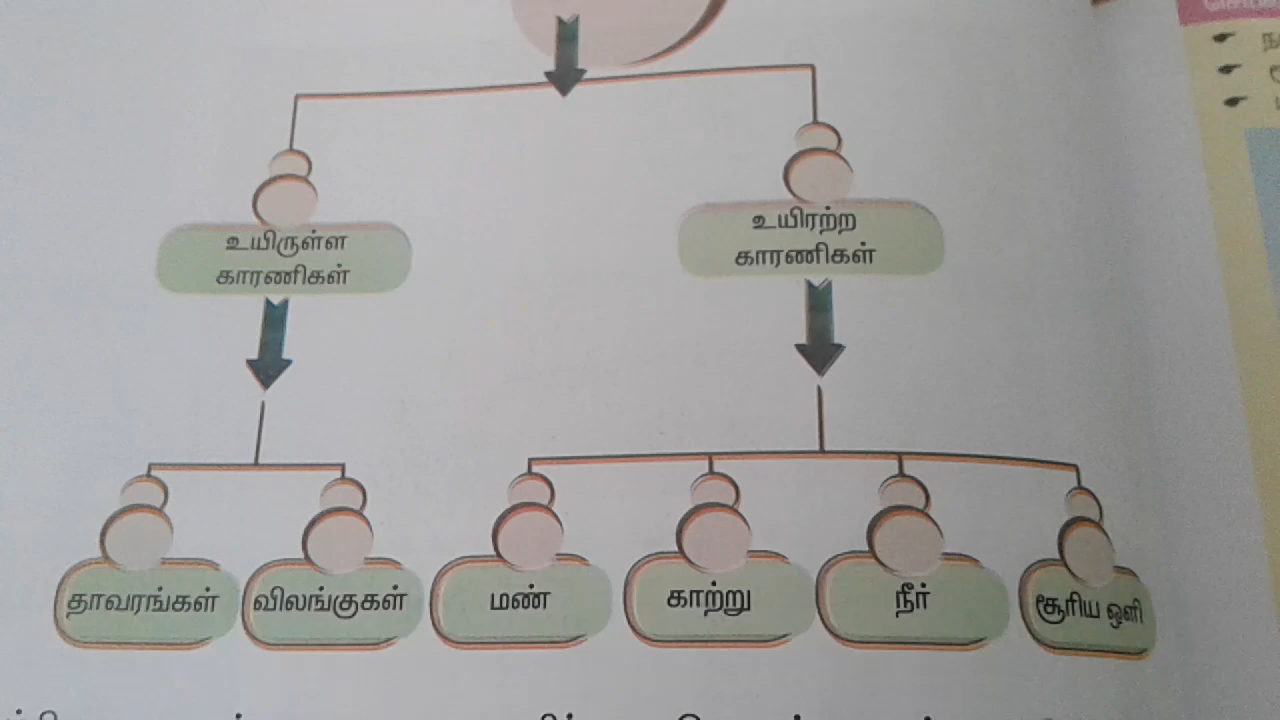 உயிருள்ள
காரணிகள்
உயிரற்ற
காரணிகள்
தாவரங்கள்
விலங்குகள்
மண்
காற்று
நீர்
சூரிய ஒளி